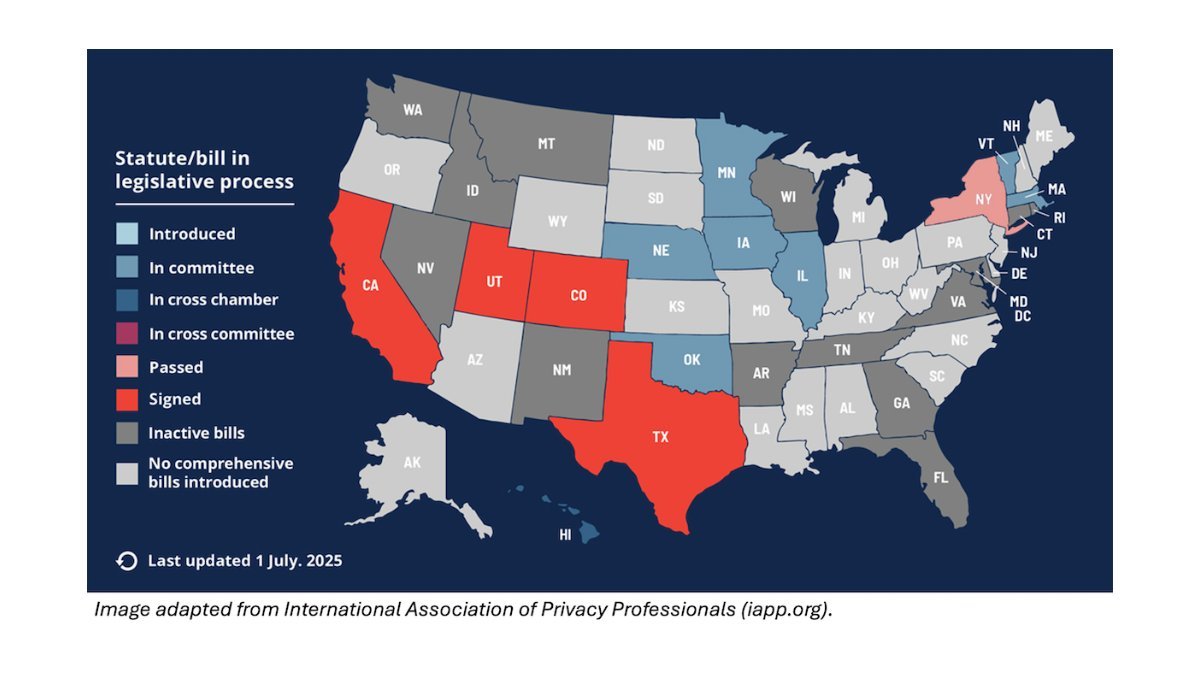 Statute/bill in
legislative process
Introduced
In committee
In cross chamber
In cross committee
Passed
Signed
Inactive bills
No comprehensive
bills introduced
Last updated 1 July. 2025
WA
OR
ID
MT
ND
SD
WY
MN
WI
MI
NE
IA
IL
IN
OH
PA
NY
VT
NH
ME
MA
RI
CT
NJ
DE
MD
DC
CA
NV
UT
CO
KS
MO
KY
WV
VA
AZ
NM
OK
AR
TN
NC
SC
TX
LA
MS
AL
GA
FL
AK
HI
Image adapted from International Association of Privacy Professionals (iapp.org).